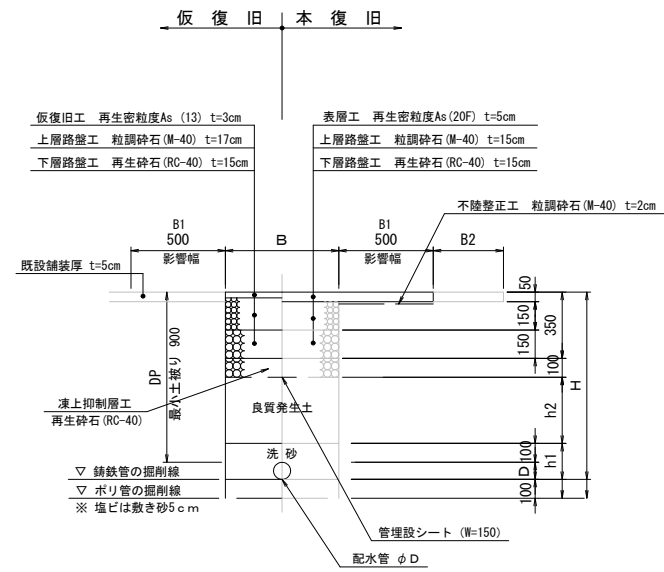 仮 復 旧 本 復 旧
仮復旧工 再生密粒度As (13) t=3cm
上層路盤工 粒調砕石(M-40) t=17cm
下層路盤工 再生砕石(RC-40) t=15cm
表層工 再生密粒度As(20F) t=5cm
上層路盤工 粒調砕石(M-40) t=15cm
下層路盤工 再生砕石(RC-40) t=15cm
不陸整正工 粒調砕石(M-40) t=2cm
B1
500
影響幅
B
B1
500
影響幅
B2
既設舗装厚 t=5cm
50
150
150
100
350
H
DP
最小土被り 900
凍上抑制層工
再生砕石(RC-40)
良質発生土
h2
洗 砂
100
D
100
h1
▽ 鋳鉄管の掘削線
▽ ポリ管の掘削線
※ 塩ビは敷き砂5ｃｍ
管埋設シート (W=150)
配水管 φD